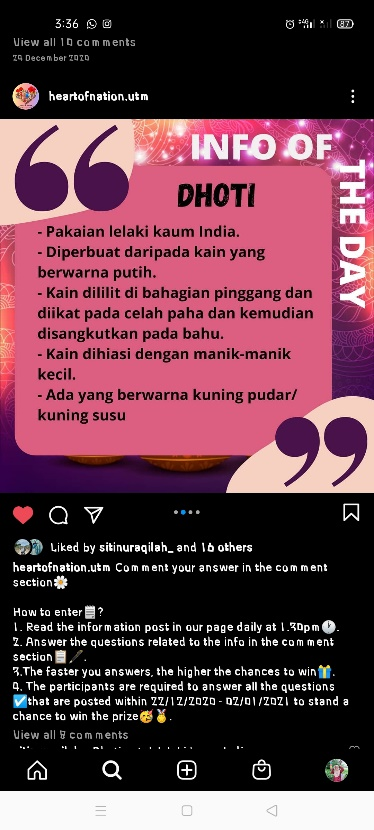 3:36
87
View all 10 comments
29 December 2020
heartofnation.utm
INFO OF
THE DAY
DHOTI
- Pakaian lelaki kaum India.
- Diperbuat daripada kain yang
berwarna putih.
- Kain dililit di bahagian pinggang dan
diikat pada celah paha dan kemudian
disangkutkan pada bahu.
- Kain dihiasi dengan manik-manik
kecil.
- Ada yang berwarna kuning pudar/
kuning susu
Liked by sitinuraqilah_ and 16 others
heartofnation.utm Comment your answer in the comment
section🌼
How to enter🗒️?
1. Read the information post in our page daily at 1.30pm🕐.
2. Answer the questions related to the info in the comment
section📋🖊️.
3.The faster you answers, the higher the chances to win🎁.
4. The participants are required to answer all the questions
☑️that are posted within 22/12/2020 - 02/01/2021 to stand a
chance to win the prize🥳🏅.
View all 8 comments